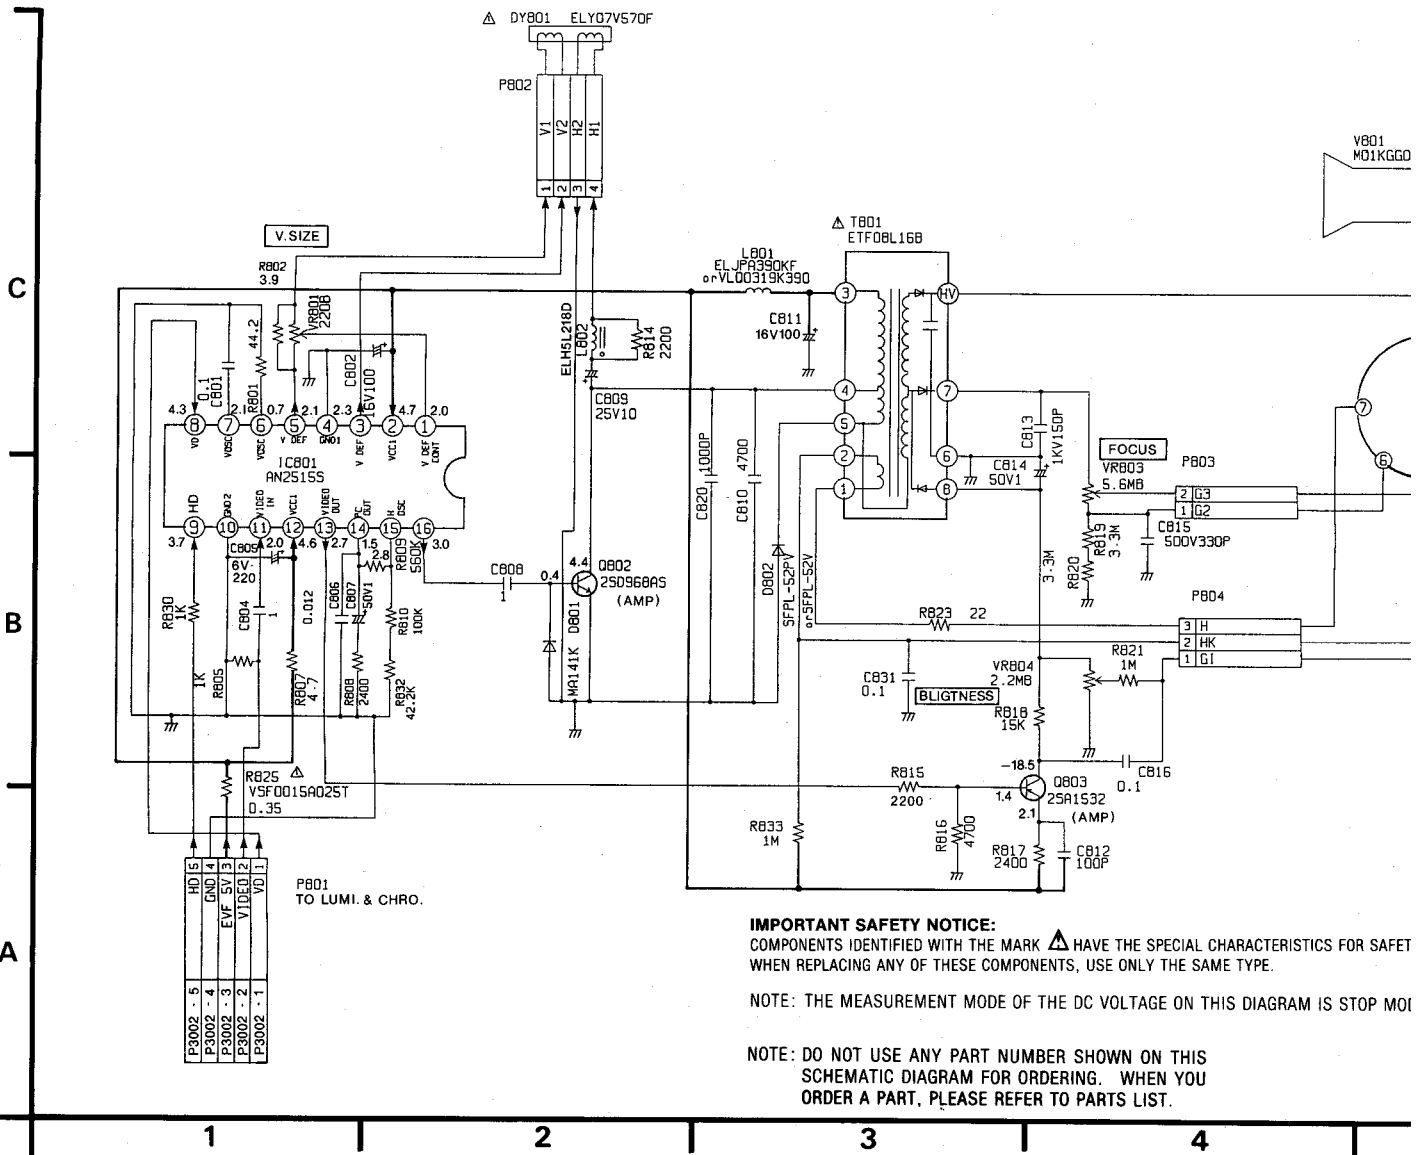 DY801 ELY07V570F
P802
V1
V2
H2
H1
1
2
3
4
V801
M01KGG0
V.SIZE
R802
3.9
VR801
220B
T801
ETF08L16B
L801
ELJPA390KF
or VL00319K390
C811
16V100
C
44.2
R801
0.1
C801
C802
16V100
ELH5L218D
L802
R814
2200
C809
25V10
4.3
2.1
0.7
2.1
2.3
4.7
2.0
8
7
6
5
4
3
2
1
VD
VOSC
VOSC
V DEF
GND1
V DEF
VCC1
V DEF
CONT
IC801
AN2515S
HD
GND2
VIDEO
IN
VCC1
VIDEO
OUT
PC
OUT
H
OSC
9
10
11
12
13
14
15
16
3.7
2.0
4.6
2.7
1.5
2.8
3.0
C805
6V
220
R809
560K
C820 1000P
C810 4700
3
4
5
2
1
HV
7
6
8
C813
1KV150P
C814
50V1
FOCUS
VR803
5.6MB
P803
2 G3
1 G2
R819
3.3M
R820
3.3M
C815
500V330P
7
6
B
R830
1K
C804
1
0.012
C806
C807
50V1
R810
100K
C808
1
0.4
4.4
Q802
2SD968AS
(AMP)
MA141K D801
D802
SFPL-52PV
or SFPL-52V
R823 22
P804
3 H
2 HK
1 G1
1K
R805
R807
4.7
R808
2400
R832
42.2K
C831
0.1
BLIGTNESS
VR804
2.2MB
R821
1M
R818
15K
C816
0.1
R825
VSF0015A025T
0.35
R815
2200
-18.5
1.4
2.1
Q803
2SA1532
(AMP)
R833
1M
R816
4700
R817
2400
C812
100P
HD 5
GND 4
EVF 5V 3
VIDEO 2
VD 1
P801
TO LUMI. & CHRO.
P3002 - 5
P3002 - 4
P3002 - 3
P3002 - 2
P3002 - 1
A
IMPORTANT SAFETY NOTICE:
COMPONENTS IDENTIFIED WITH THE MARK ⚠ HAVE THE SPECIAL CHARACTERISTICS FOR SAFET
WHEN REPLACING ANY OF THESE COMPONENTS, USE ONLY THE SAME TYPE.
NOTE: THE MEASUREMENT MODE OF THE DC VOLTAGE ON THIS DIAGRAM IS STOP MOD
NOTE: DO NOT USE ANY PART NUMBER SHOWN ON THIS
SCHEMATIC DIAGRAM FOR ORDERING. WHEN YOU
ORDER A PART, PLEASE REFER TO PARTS LIST.
1
2
3
4